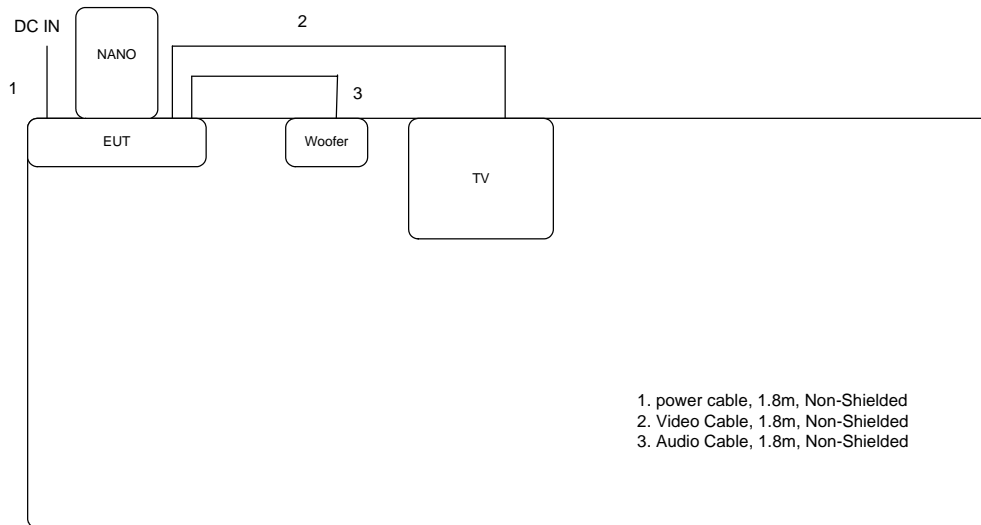 2
DC IN
NANO
1
3
EUT
Woofer
TV
1. power cable, 1.8m, Non-Shielded
2. Video Cable, 1.8m, Non-Shielded
3. Audio Cable, 1.8m, Non-Shielded